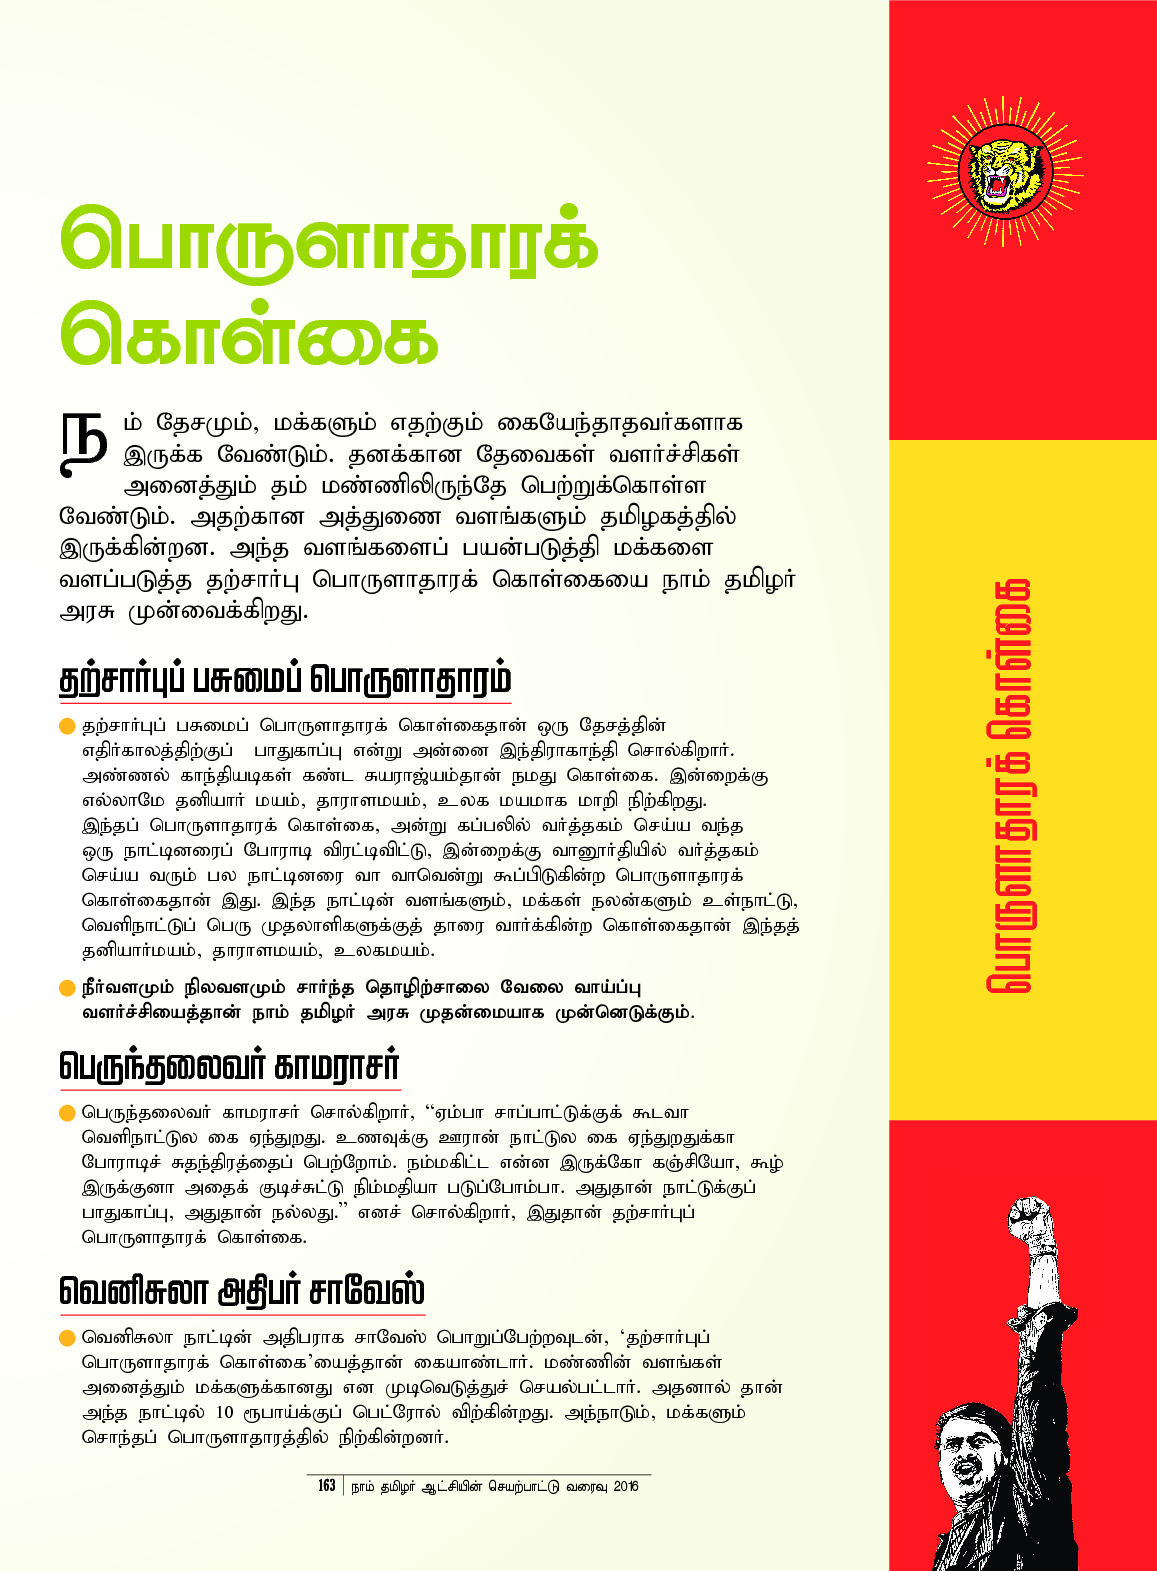 பொருளாதாரக்
கொள்கை
நம் தேசமும், மக்களும் எதற்கும் கையேந்தாதவர்களாக
இருக்க வேண்டும். தனக்கான தேவைகள் வளர்ச்சிகள்
அனைத்தும் தம் மண்ணிலிருந்தே பெற்றுக்கொள்ள
வேண்டும். அதற்கான அத்துணை வளங்களும் தமிழகத்தில்
இருக்கின்றன. அந்த வளங்களைப் பயன்படுத்தி மக்களை
வளப்படுத்த தற்சார்பு பொருளாதாரக் கொள்கையை நாம் தமிழர்
அரசு முன்வைக்கிறது.
தற்சார்புப் பசுமைப் பொருளாதாரம்
தற்சார்புப் பசுமைப் பொருளாதாரக் கொள்கைதான் ஒரு தேசத்தின்
எதிர்காலத்திற்குப் பாதுகாப்பு என்று அன்னை இந்திராகாந்தி சொல்கிறார்.
அண்ணல் காந்தியடிகள் கண்ட சுயராஜ்யம்தான் நமது கொள்கை. இன்றைக்கு
எல்லாமே தனியார் மயம், தாராளமயம், உலக மயமாக மாறி நிற்கிறது.
இந்தப் பொருளாதாரக் கொள்கை, அன்று கப்பலில் வர்த்தகம் செய்ய வந்த
ஒரு நாட்டினரைப் போராடி விரட்டிவிட்டு, இன்றைக்கு வானூர்தியில் வர்த்தகம்
செய்ய வரும் பல நாட்டினரை வா வாவென்று கூப்பிடுகின்ற பொருளாதாரக்
கொள்கைதான் இது. இந்த நாட்டின் வளங்களும், மக்கள் நலன்களும் உள்நாட்டு,
வெளிநாட்டுப் பெரு முதலாளிகளுக்குத் தாரை வார்க்கின்ற கொள்கைதான் இந்தத்
தனியார்மயம், தாராளமயம், உலகமயம்.
நீர்வளமும் நிலவளமும் சார்ந்த தொழிற்சாலை வேலை வாய்ப்பு
வளர்ச்சியைத்தான் நாம் தமிழர் அரசு முதன்மையாக முன்னெடுக்கும்.
பெருந்தலைவர் காமராசர்
பெருந்தலைவர் காமராசர் சொல்கிறார், “ஏம்பா சாப்பாட்டுக்குக் கூடவா
வெளிநாட்டுல கை ஏந்துறது. உணவுக்கு ஊரான் நாட்டுல கை ஏந்துறதுக்கா
போராடிச் சுதந்திரத்தைப் பெற்றோம். நம்மகிட்ட என்ன இருக்கோ கஞ்சியோ, கூழ்
இருக்குனா அதைக் குடிச்சுட்டு நிம்மதியா படுப்போம்பா. அதுதான் நாட்டுக்குப்
பாதுகாப்பு, அதுதான் நல்லது.” எனச் சொல்கிறார், இதுதான் தற்சார்புப்
பொருளாதாரக் கொள்கை.
வெனிசுலா அதிபர் சாவேஸ்
வெனிசுலா நாட்டின் அதிபராக சாவேஸ் பொறுப்பேற்றவுடன், ‘தற்சார்புப்
பொருளாதாரக் கொள்கை’யைத்தான் கையாண்டார். மண்ணின் வளங்கள்
அனைத்தும் மக்களுக்கானது என முடிவெடுத்துச் செயல்பட்டார். அதனால் தான்
அந்த நாட்டில் 10 ரூபாய்க்குப் பெட்ரோல் விற்கின்றது. அந்நாடும், மக்களும்
சொந்தப் பொருளாதாரத்தில் நிற்கின்றனர்.
163 நாம் தமிழர் ஆட்சியின் செயற்பாட்டு வரைவு 2016
பொருளாதாரக் கொள்கை